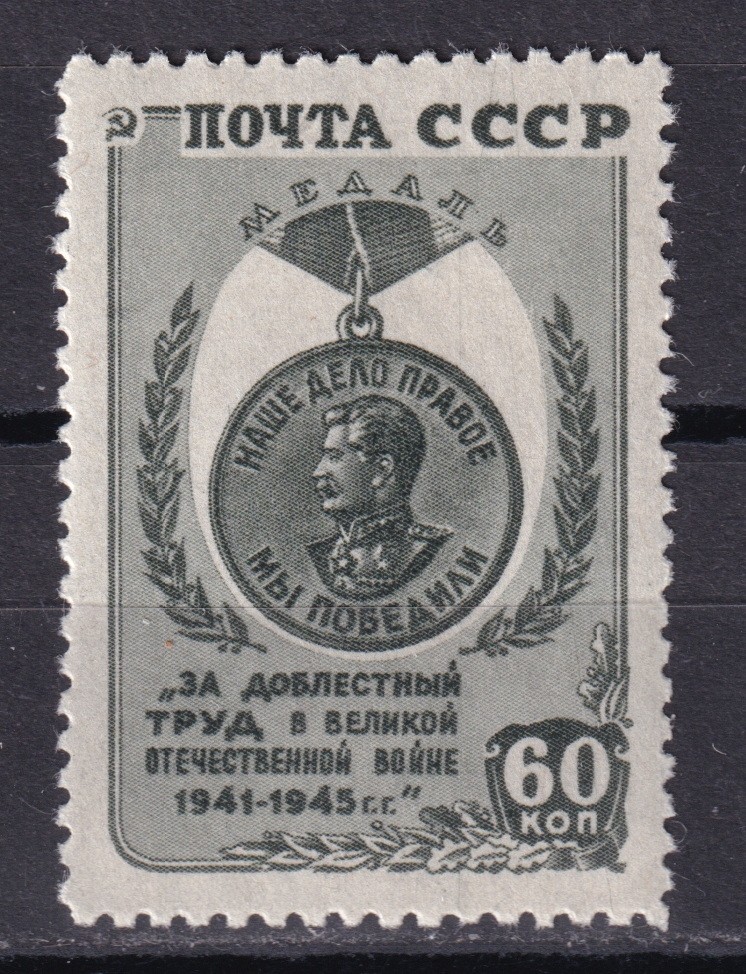 ПОЧТА СССР
МЕДАЛЬ
НАШЕ ДЕЛО ПРАВОЕ
МЫ ПОБЕДИЛИ
„ЗА ДОБЛЕСТНЫЙ
ТРУД В ВЕЛИКОЙ
ОТЕЧЕСТВЕННОЙ ВОЙНЕ
1941-1945 г.г."
60
КОП